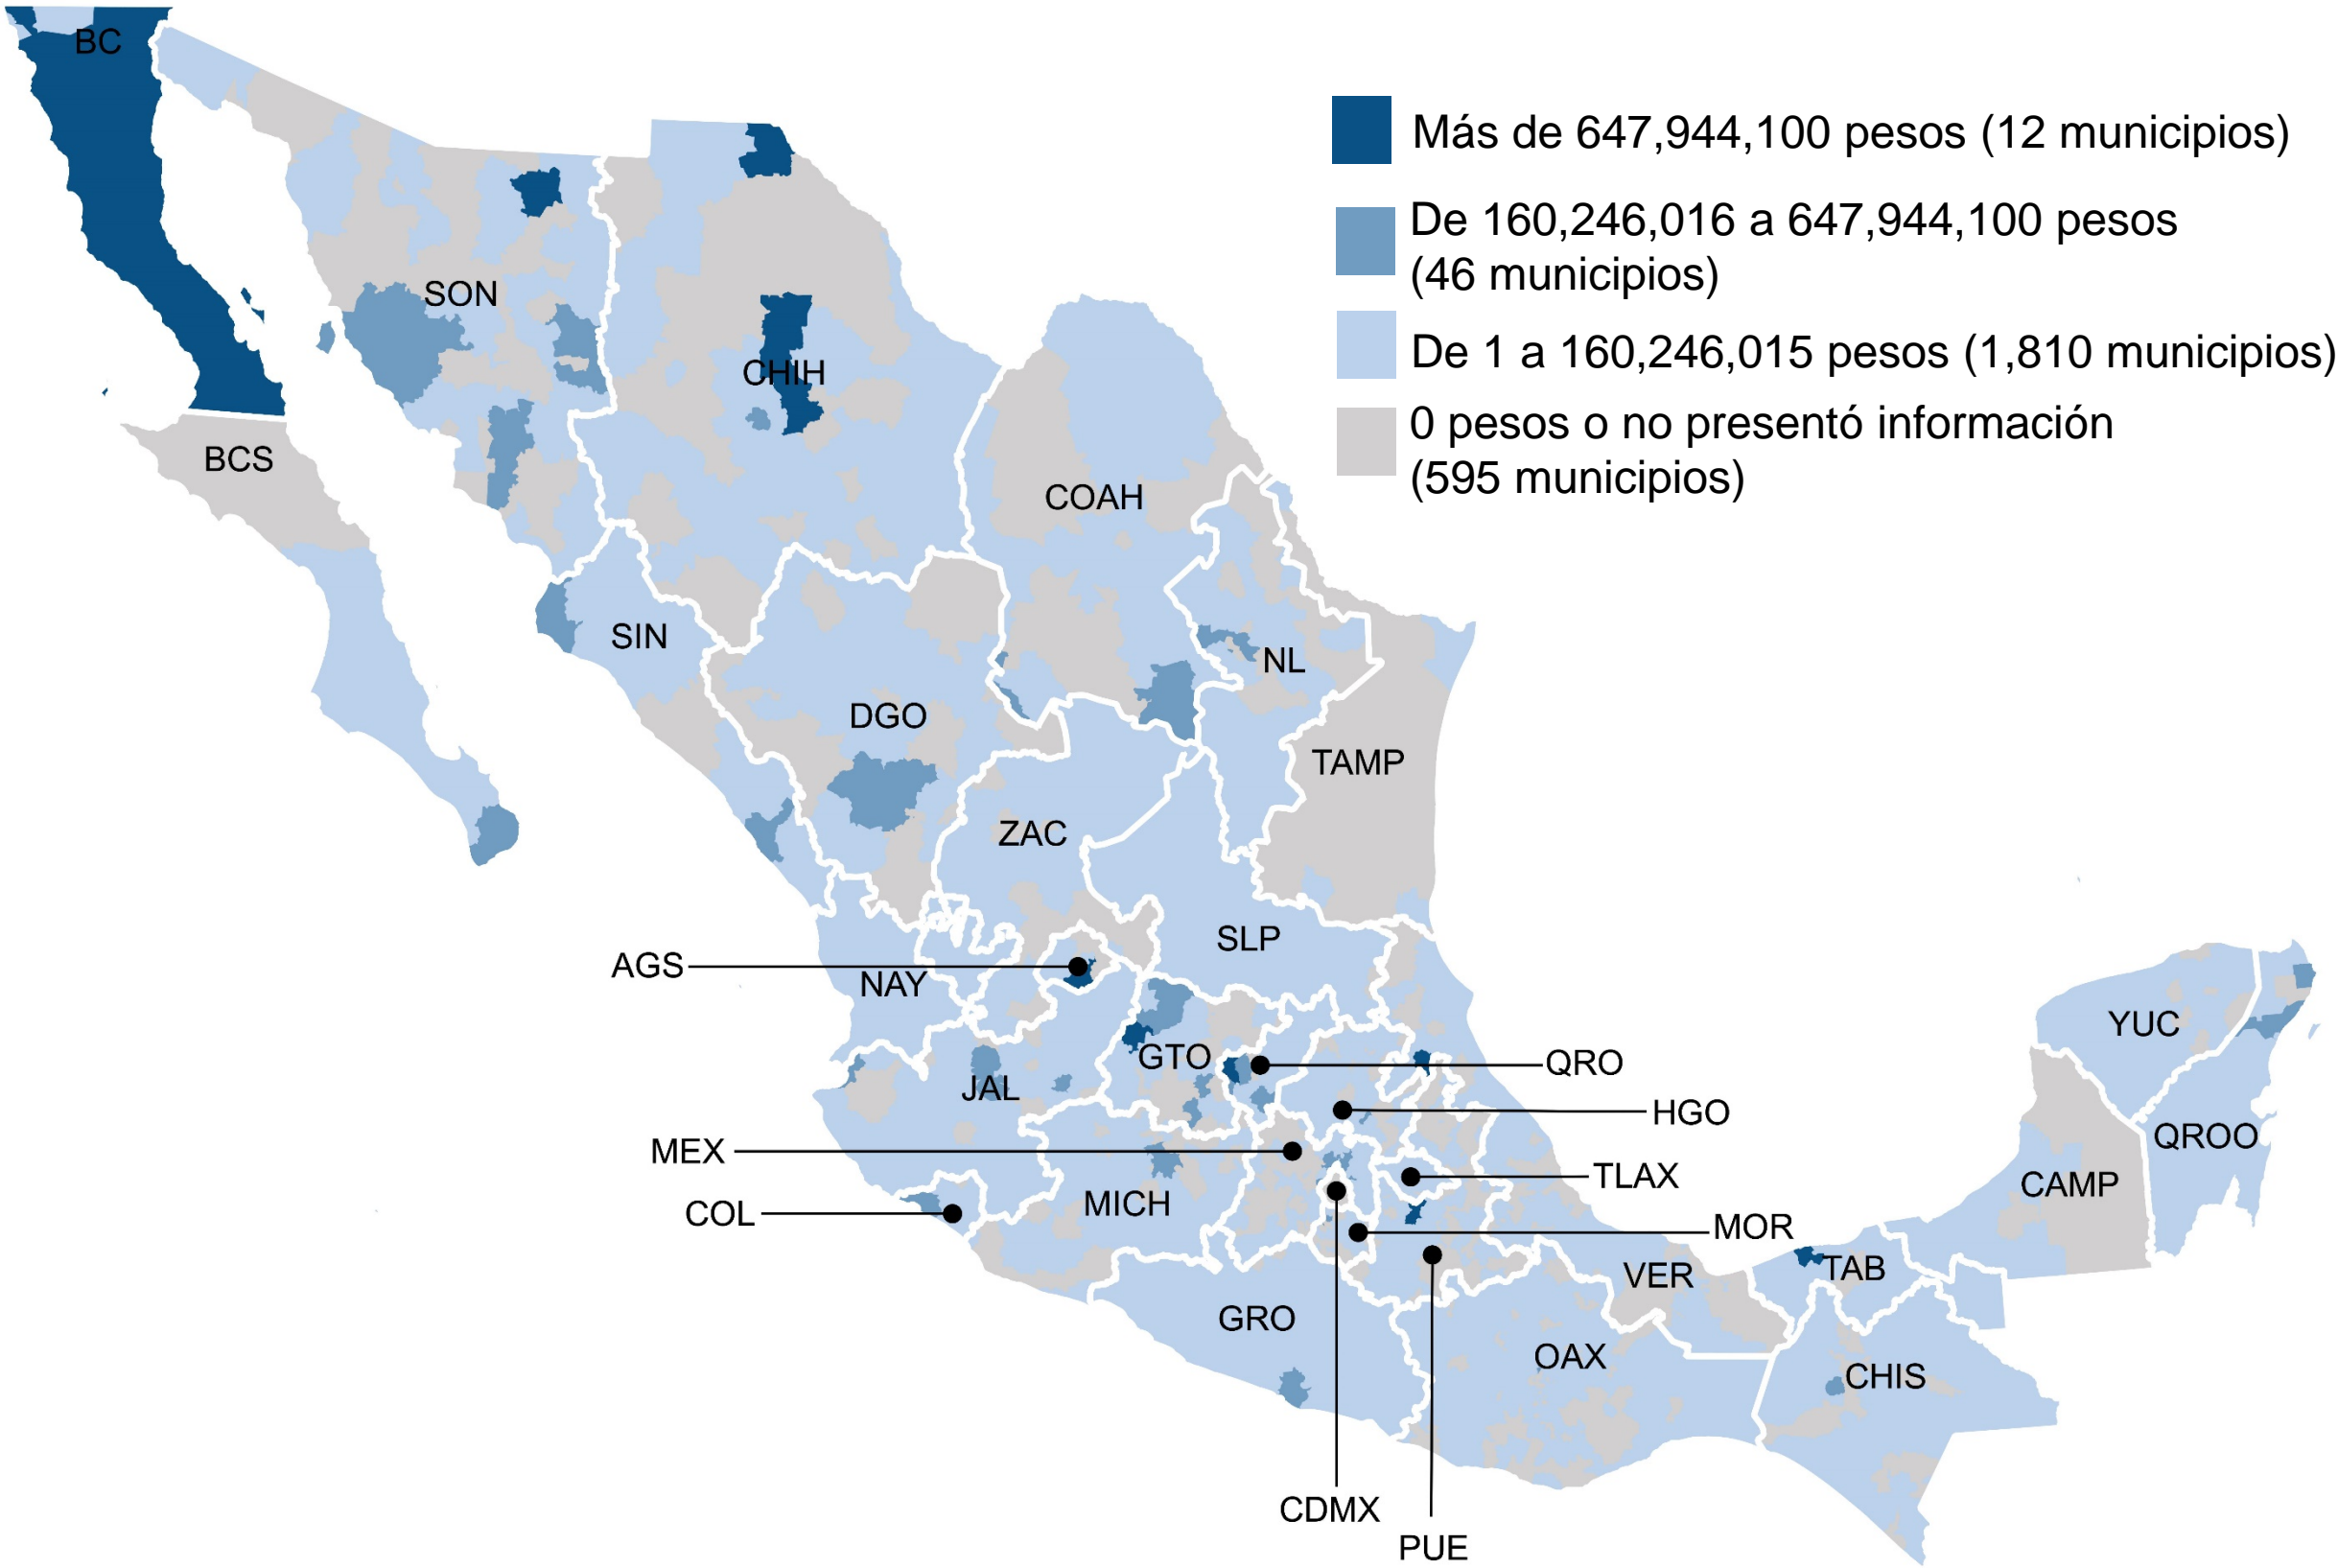 BC
Más de 647,944,100 pesos (12 municipios)
De 160,246,016 a 647,944,100 pesos
(46 municipios)
SON
De 1 a 160,246,015 pesos (1,810 municipios)
CHIH
0 pesos o no presentó información
(595 municipios)
BCS
COAH
SIN
NL
DGO
TAMP
ZAC
SLP
AGS
NAY
YUC
GTO
QRO
JAL
HGO
QROO
MEX
TLAX
CAMP
MICH
COL
MOR
TAB
VER
GRO
OAX
CHIS
CDMX
PUE